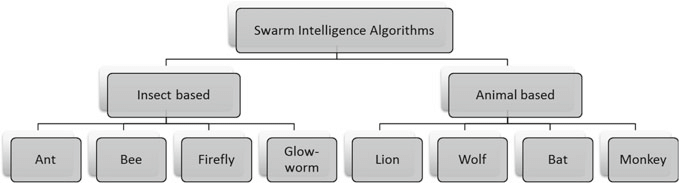 Swarm Intelligence Algorithms
Insect based
Animal based
Ant
Bee
Firefly
Glow-
worm
Lion
Wolf
Bat
Monkey